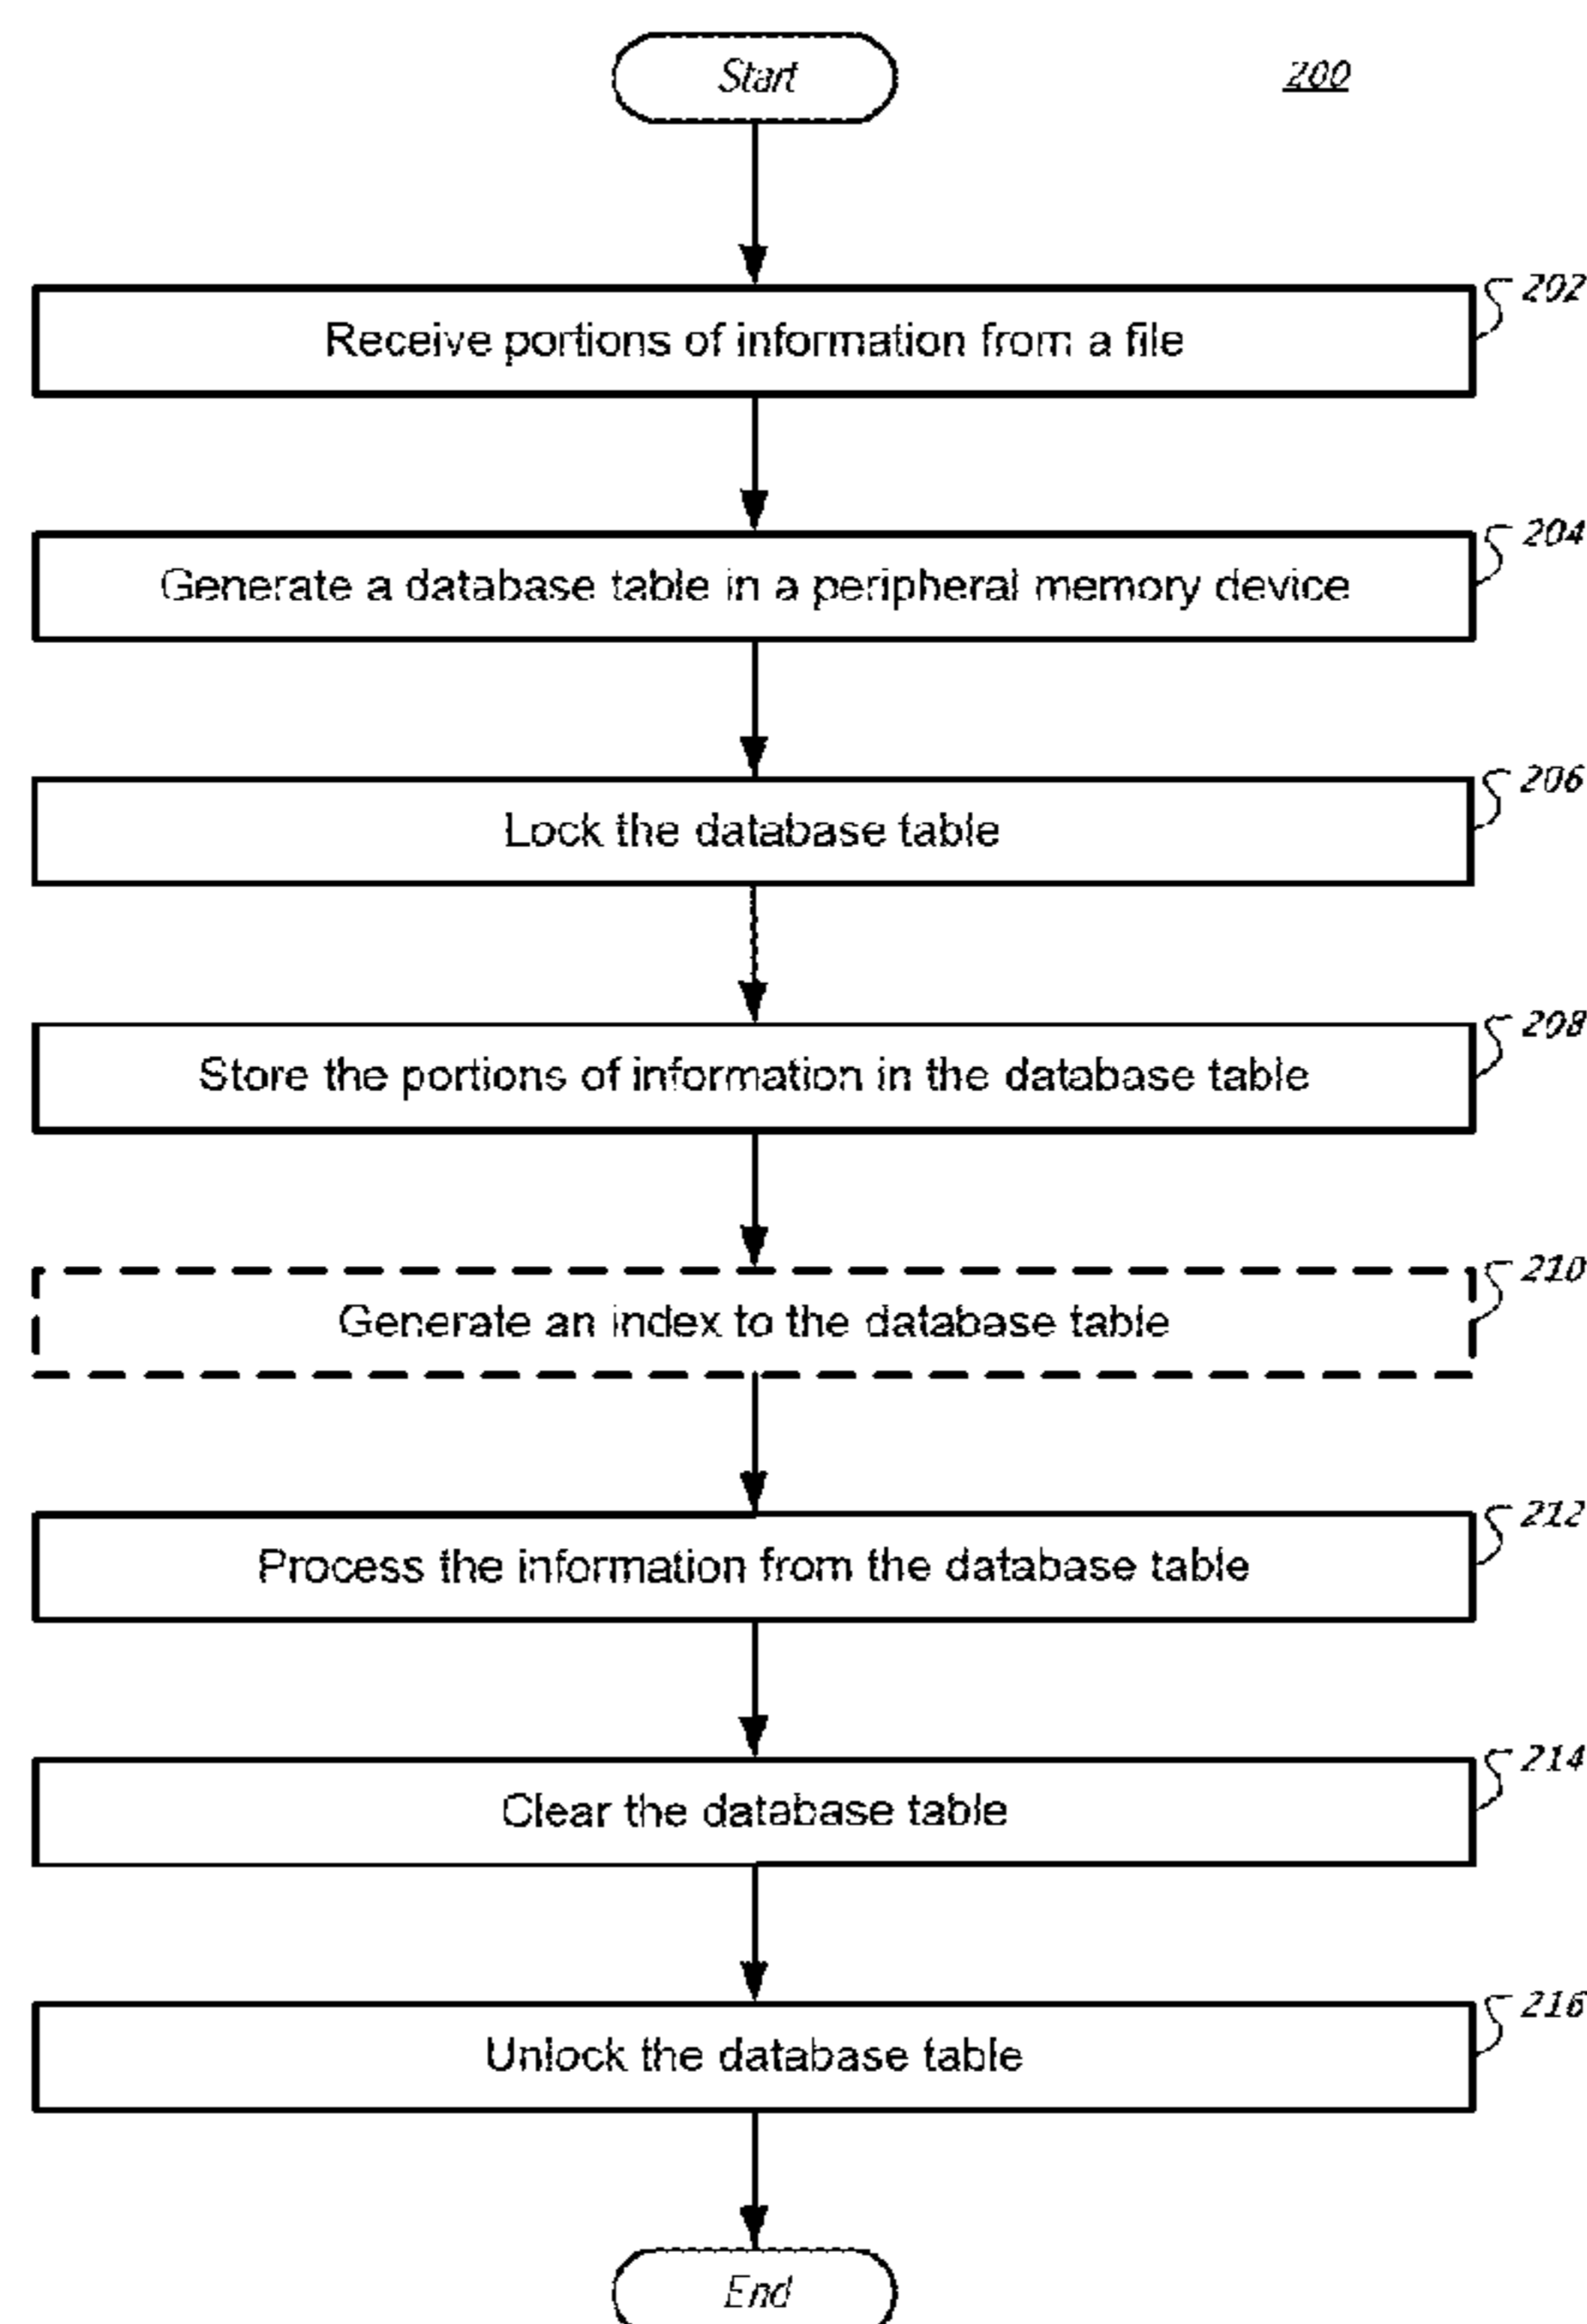 Start
200
Receive portions of information from a file
202
Generate a database table in a peripheral memory device
204
Lock the database table
206
Store the portions of information in the database table
208
Generate an index to the database table
210
Process the information from the database table
212
Clear the database table
214
Unlock the database table
216
End